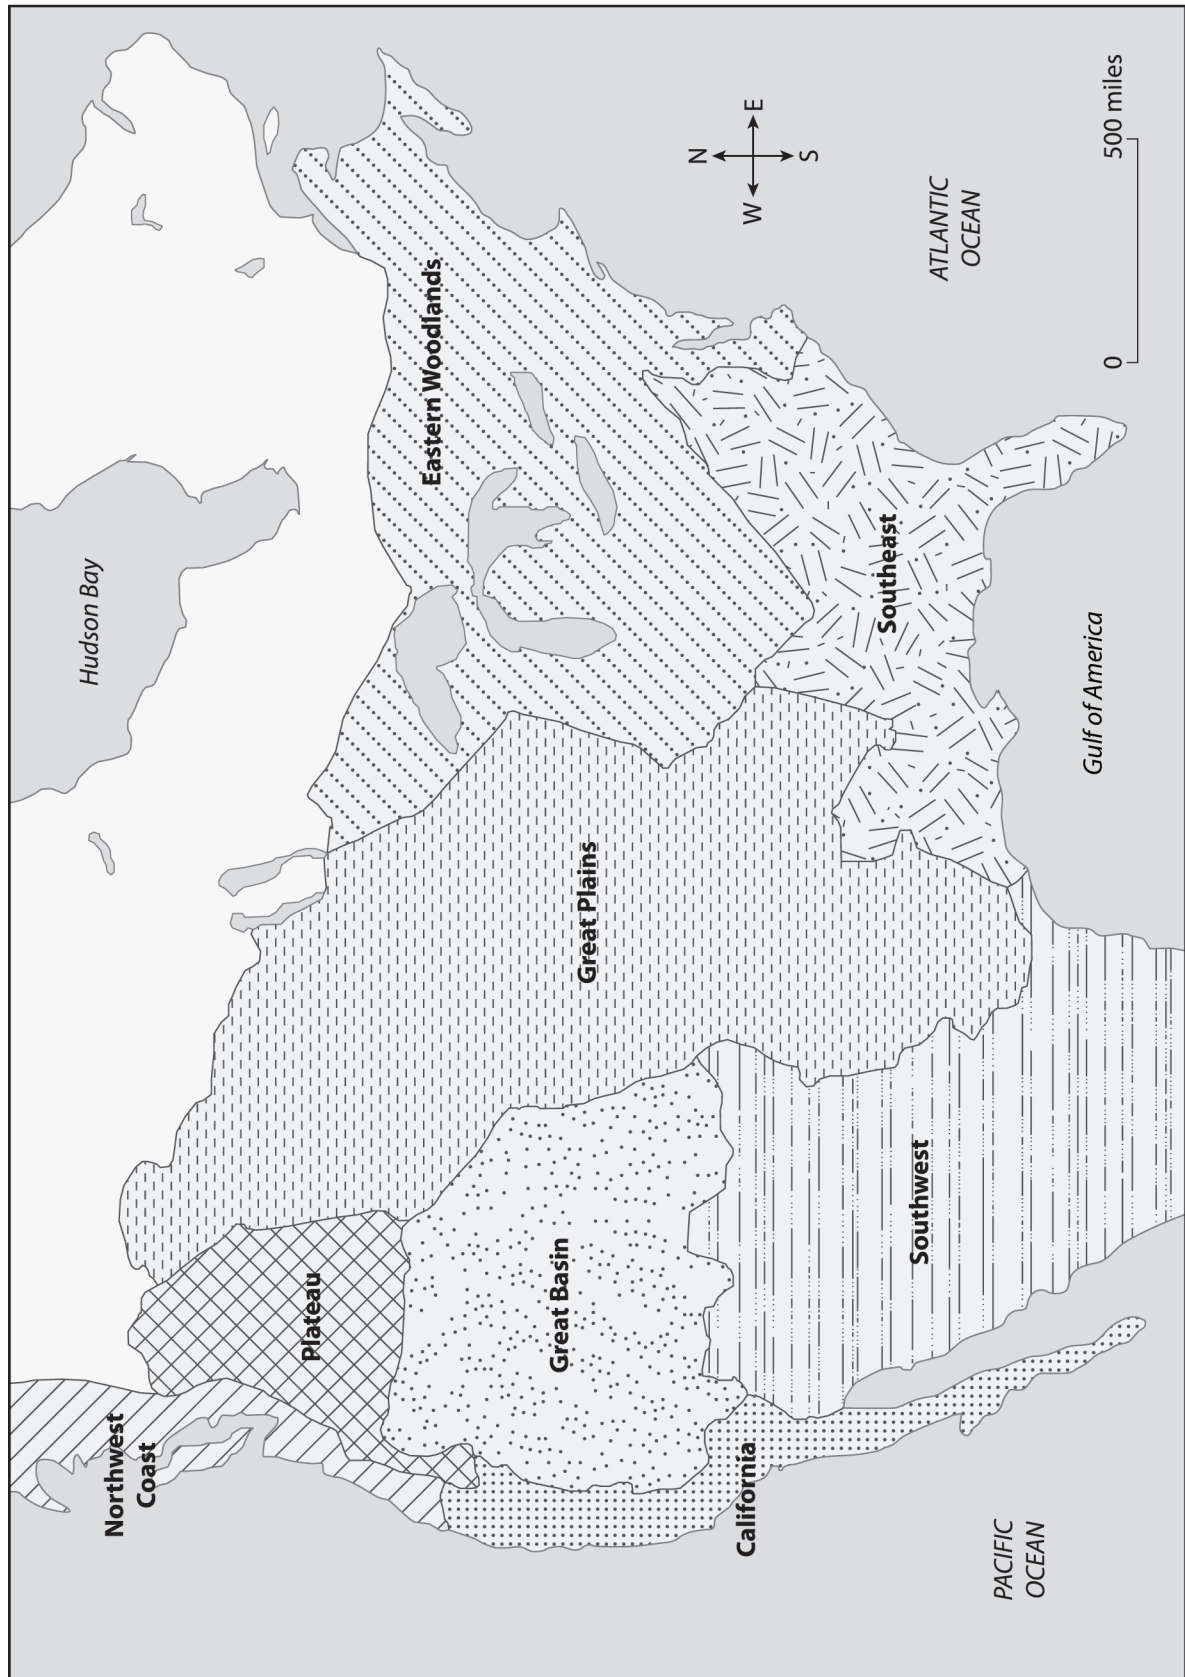 Hudson Bay
Northwest
Coast
Plateau
Great Basin
California
Great Plains
Southwest
Eastern Woodlands
Southeast
N
W
E
S
ATLANTIC
OCEAN
PACIFIC
OCEAN
Gulf of America
0
500 miles